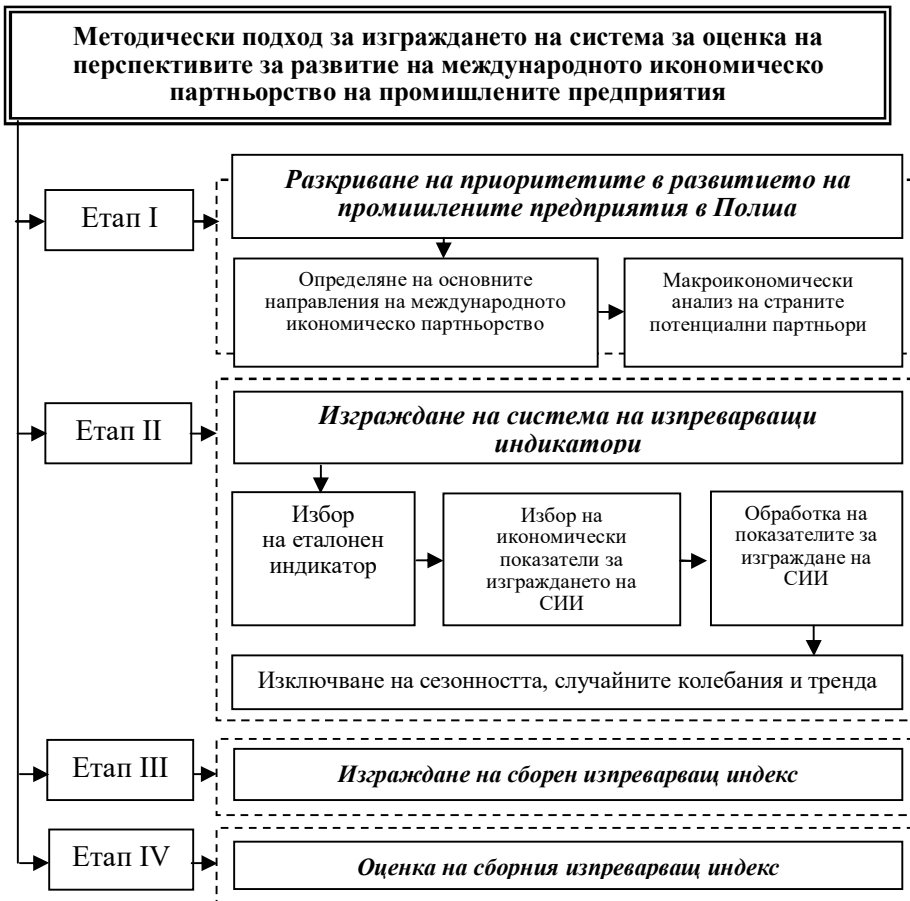 Методически подход за изграждането на система за оценка на
перспективите за развитие на международното икономическо
партньорство на промишлените предприятия
Етап I
Разкриване на приоритетите в развитието на
промишлените предприятия в Полша
Определяне на основните
направления на международното
икономическо партньорство
Макроикономически
анализ на страните
потенциални партньори
Етап II
Изграждане на система на изпреварващи
индикатори
Избор
на еталонен
индикатор
Избор на
икономически
показатели за
изграждането на
СИИ
Обработка на
показателите за
изграждане на
СИИ
Изключване на сезонността, случайните колебания и тренда
Етап III
Изграждане на сборен изпреварващ индекс
Етап IV
Оценка на сборния изпреварващ индекс